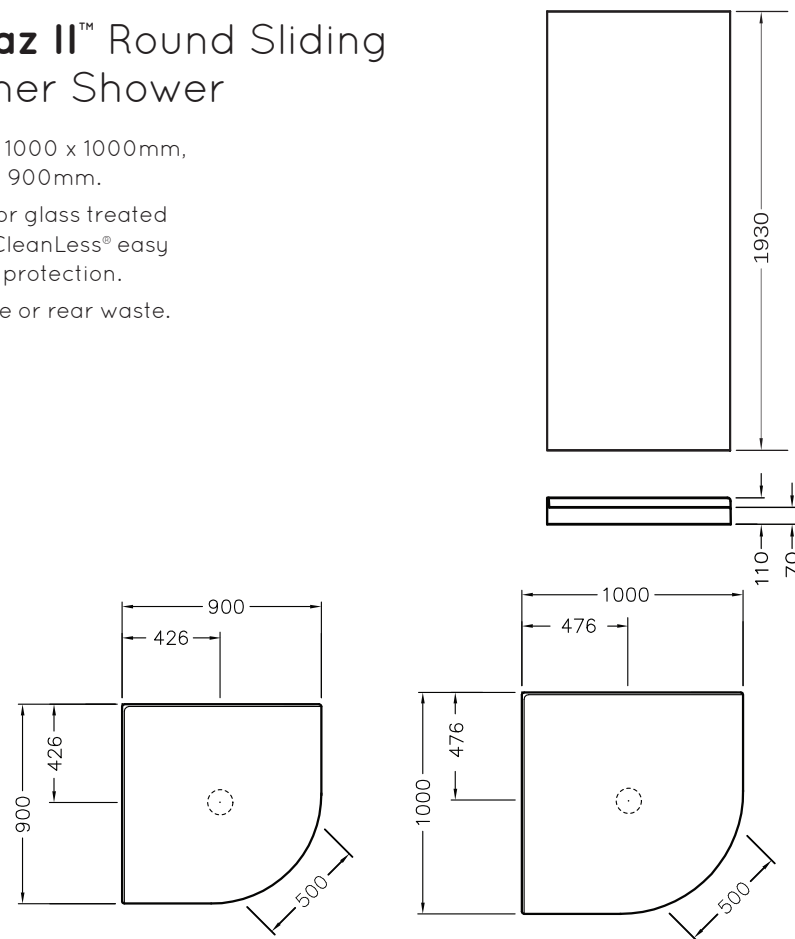 az II™ Round Sliding
ner Shower
1000 x 1000mm,
900mm.
or glass treated
CleanLess® easy
protection.
e or rear waste.
1930
110
70
900
426
426
900
500
1000
476
476
1000
500